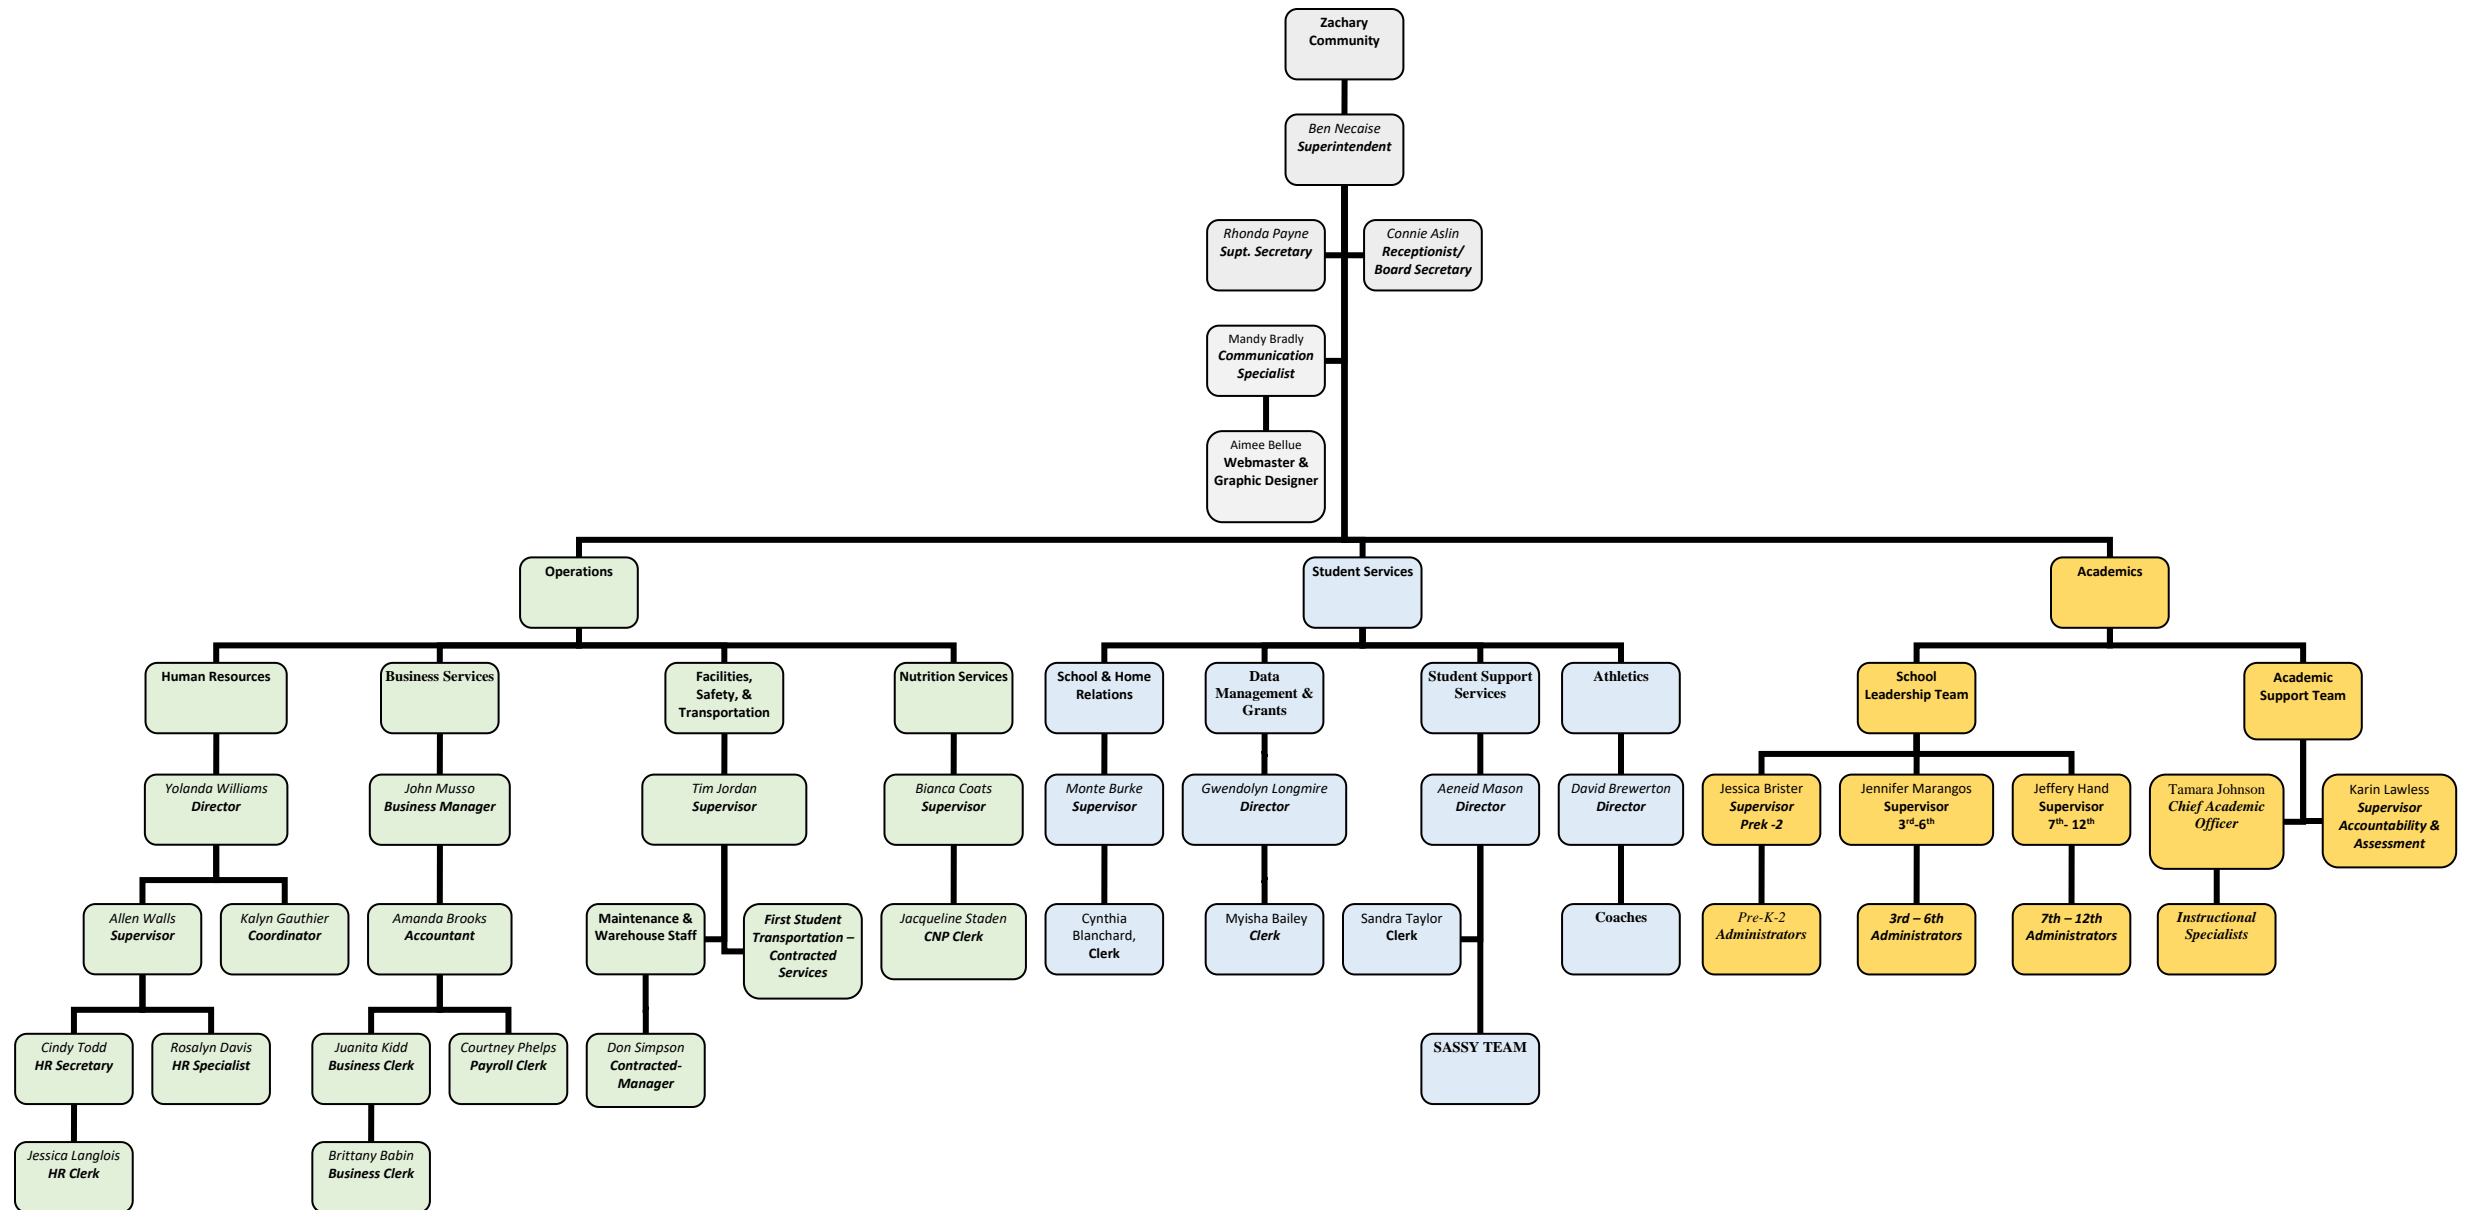 Zachary
Community
Ben Necaise
Superintendent
Rhonda Payne
Supt. Secretary
Connie Aslin
Receptionist/
Board Secretary
Mandy Bradly
Communication
Specialist
Aimee Bellue
Webmaster &
Graphic Designer
Operations
Student Services
Academics
Human Resources
Business Services
Facilities,
Safety, &
Transportation
Nutrition Services
School & Home
Relations
Data
Management &
Grants
Student Support
Services
Athletics
School
Leadership Team
Academic
Support Team
Yolanda Williams
Director
John Musso
Business Manager
Tim Jordan
Supervisor
Bianca Coats
Supervisor
Monte Burke
Supervisor
Gwendolyn Longmire
Director
Aeneid Mason
Director
David Brewerton
Director
Jessica Brister
Supervisor
Prek -2
Jennifer Marangos
Supervisor
3rd-6th
Jeffery Hand
Supervisor
7th- 12th
Tamara Johnson
Chief Academic
Officer
Karin Lawless
Supervisor
Accountability &
Assessment
Allen Walls
Supervisor
Kalyn Gauthier
Coordinator
Amanda Brooks
Accountant
Maintenance &
Warehouse Staff
First Student
Transportation –
Contracted
Services
Jacqueline Staden
CNP Clerk
Cynthia
Blanchard,
Clerk
Myisha Bailey
Clerk
Sandra Taylor
Clerk
Coaches
Pre-K-2
Administrators
3rd – 6th
Administrators
7th – 12th
Administrators
Instructional
Specialists
Cindy Todd
HR Secretary
Rosalyn Davis
HR Specialist
Juanita Kidd
Business Clerk
Courtney Phelps
Payroll Clerk
Don Simpson
Contracted-
Manager
SASSY TEAM
Jessica Langlois
HR Clerk
Brittany Babin
Business Clerk